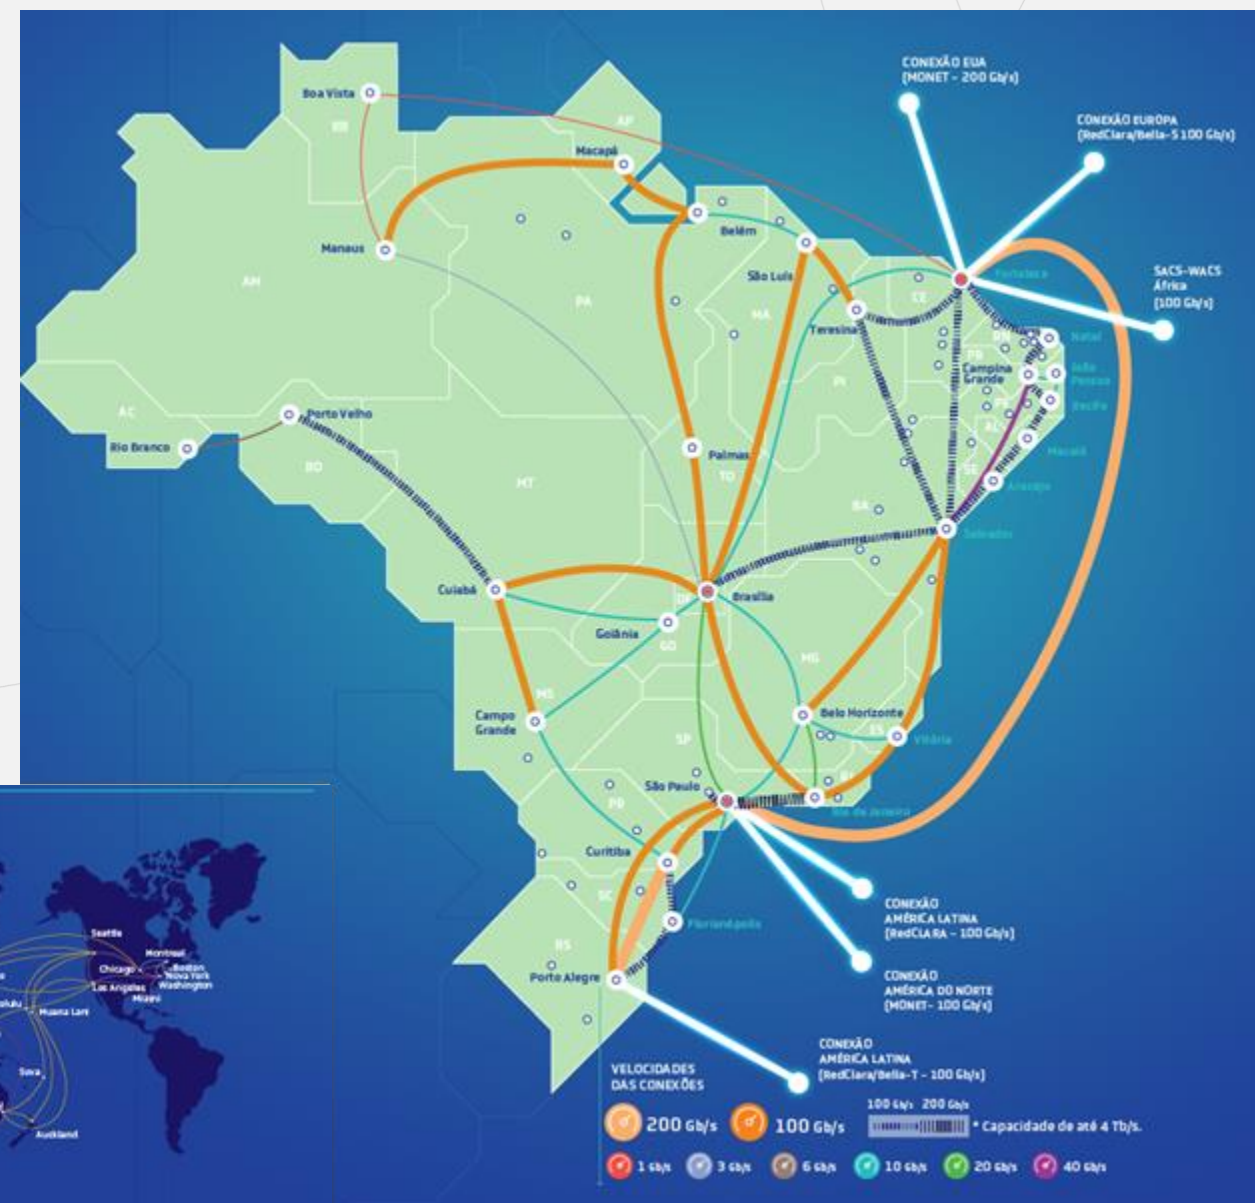 CONEXÃO EUA
(MONET - 200 Gb/s)
CONEXÃO EUROPA
(RedClara/Bella-S 100 Gb/s)
SACS-WACS
África
(100 Gb/s)
Boa Vista
RR
AP
Macapá
Manaus
Belém
São Luís
Fortaleza
AM
PA
MA
CE
Teresina
RN
Natal
PB
Campina
Grande
João
Pessoa
PI
PE
Recife
AC
Porto Velho
AL
Maceió
Rio Branco
RO
Palmas
TO
SE
Aracaju
MT
BA
Salvador
Cuiabá
DF
Brasília
Goiânia
GO
MG
MS
Campo
Grande
Belo Horizonte
ES
Vitória
SP
São Paulo
RJ
Rio de Janeiro
PR
Curitiba
SC
Florianópolis
RS
Porto Alegre
CONEXÃO
AMÉRICA LATINA
(RedCLARA - 100 Gb/s)
CONEXÃO
AMÉRICA DO NORTE
(MONET- 100 Gb/s)
CONEXÃO
AMÉRICA LATINA
(RedClara/Bella-T - 100 Gb/s)
Seattle
Montreal
Chicago
Boston
Nova York
Los Angeles
Washington
Miami
Muana Lani
Suva
Auckland
VELOCIDADES
DAS CONEXÕES
100 Gb/s 200 Gb/s
200 Gb/s 100 Gb/s * Capacidade de até 4 Tb/s.
1 Gb/s 3 Gb/s 6 Gb/s 10 Gb/s 20 Gb/s 40 Gb/s